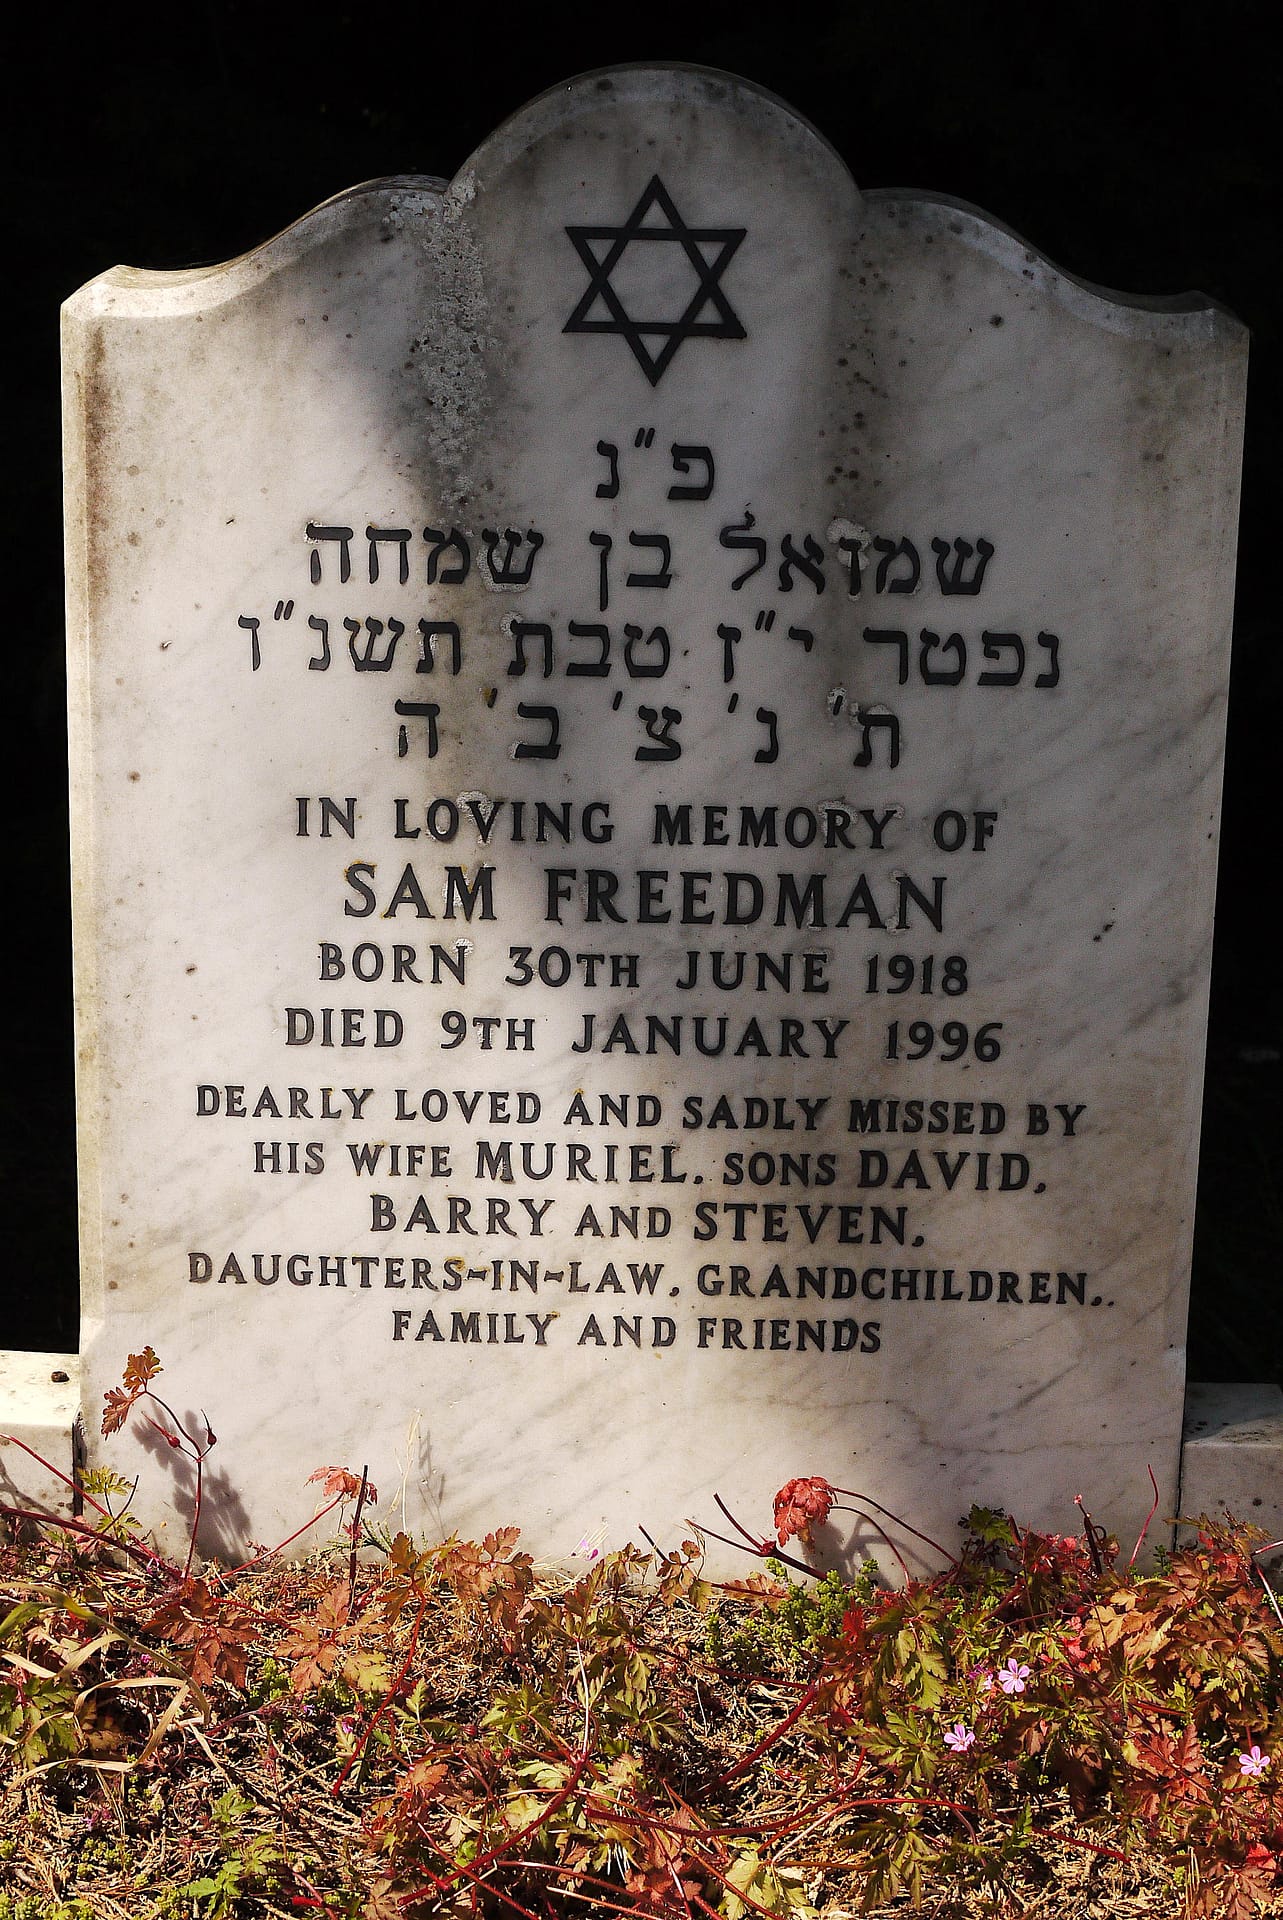 פ"נ
שמואל בן שמחה
נפטר י"ז טבת תשנ"ו
ת' נ' צ' ב' ה
IN LOVING MEMORY OF
SAM FREEDMAN
BORN 30TH JUNE 1918
DIED 9TH JANUARY 1996
DEARLY LOVED AND SADLY MISSED BY
HIS WIFE MURIEL, SONS DAVID,
BARRY AND STEVEN,
DAUGHTERS-IN-LAW, GRANDCHILDREN,.
FAMILY AND FRIENDS